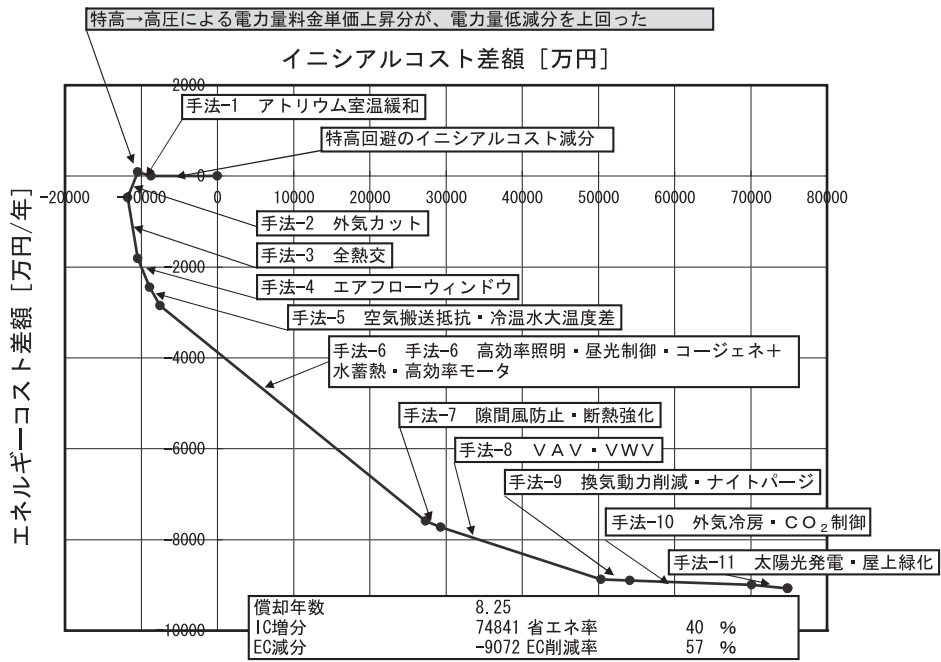 特高→高圧による電力量料金単価上昇分が、電力量低減分を上回った
イニシアルコスト差額［万円］
2000
手法-1 アトリウム室温緩和
特高回避のイニシアルコスト減分
0
-20000 -10000 0 10000 20000 30000 40000 50000 60000 70000 80000
手法-2 外気カット
手法-3 全熱交
-2000
手法-4 エアフローウィンドウ
手法-5 空気搬送抵抗・冷温水大温度差
手法-6 手法-6 高効率照明・昼光制御・コージェネ＋
水蓄熱・高効率モータ
-4000
手法-7 隙間風防止・断熱強化
-6000
手法-8 ＶＡＶ・ＶＷＶ
手法-9 換気動力削減・ナイトパージ
手法-10 外気冷房・ＣＯ₂制御
-8000
手法-11 太陽光発電・屋上緑化
-10000
エネルギーコスト差額［万円/年］
償却年数 8.25
IC増分 74841 省エネ率 40 %
EC減分 -9072 EC削減率 57 %